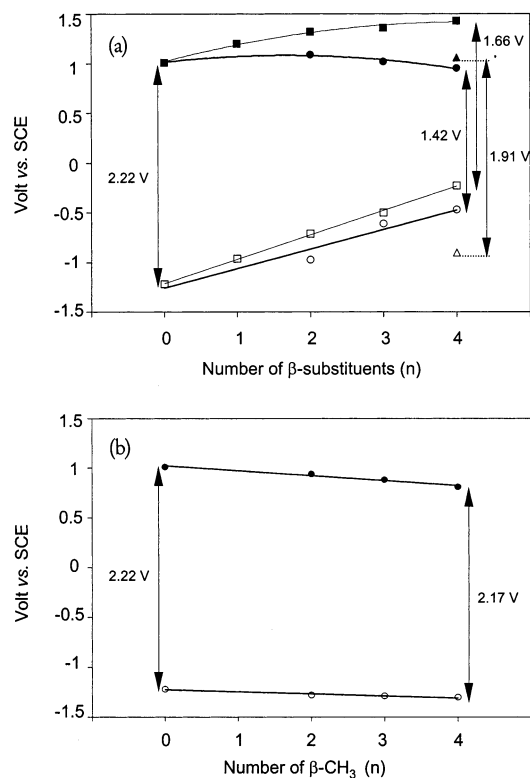 (a)
1.5
1
0.5
0
-0.5
-1
-1.5
Volt vs. SCE
2.22 V
1.66 V
1.42 V
1.91 V
0 1 2 3 4
Number of β-substituents (n)
(b)
1.5
1
0.5
0
-0.5
-1
-1.5
Volt vs. SCE
2.22 V
2.17 V
0 1 2 3 4
Number of β-CH₃ (n)